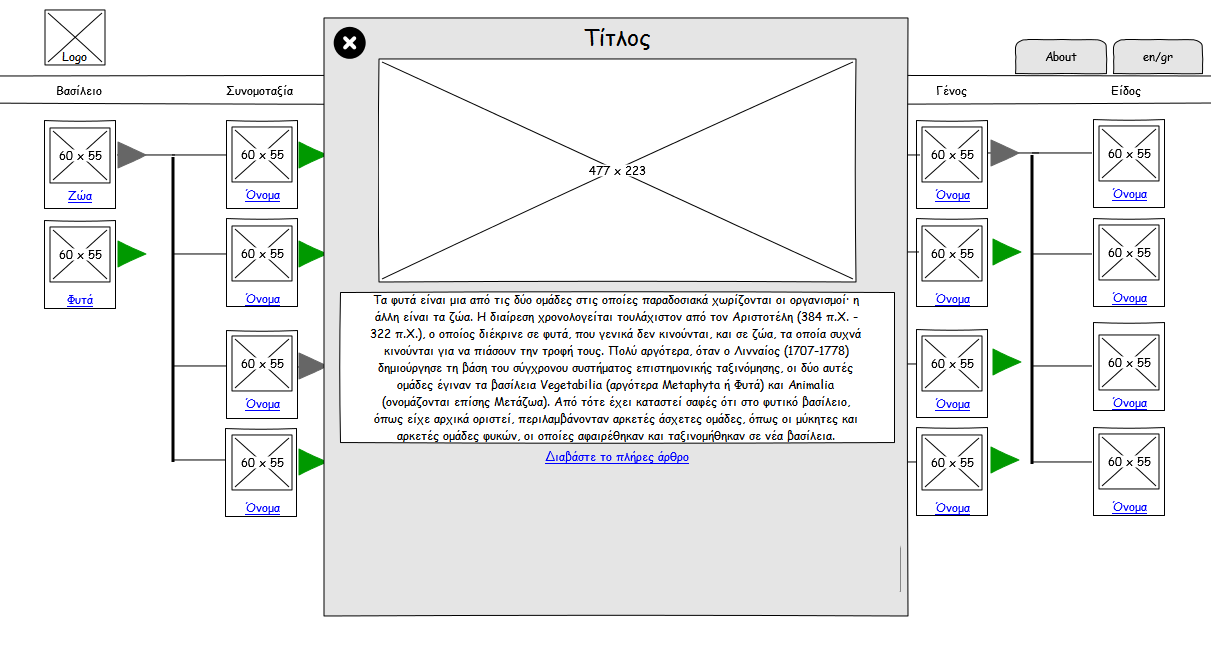 Logo
Τίτλος
About
en/gr
Βασίλειο
Συνομοταξία
Γένος
Είδος
60 x 55
60 x 55
477 x 223
60 x 55
60 x 55
Ζώα
Όνομα
Όνομα
Όνομα
60 x 55
60 x 55
60 x 55
60 x 55
Φυτά
Όνομα
Όνομα
Όνομα
Τα φυτά είναι μια από τις δύο ομάδες στις οποίες παραδοσιακά χωρίζονται οι οργανισμοί· η
άλλη είναι τα ζώα. Η διαίρεση χρονολογείται τουλάχιστον από τον Αριστοτέλη (384 π.Χ. -
322 π.Χ.), ο οποίος διέκρινε σε φυτά, που γενικά δεν κινούνται, και σε ζώα, τα οποία συχνά
κινούνται για να πιάσουν την τροφή τους. Πολύ αργότερα, όταν ο Λινναίος (1707-1778)
δημιούργησε τη βάση του σύγχρονου συστήματος επιστημονικής ταξινόμησης, οι δύο αυτές
ομάδες έγιναν τα βασίλεια Vegetabilia (αργότερα Metaphyta ή Φυτά) και Animalia
(ονομάζονται επίσης Μετάζωα). Από τότε έχει καταστεί σαφές ότι στο φυτικό βασίλειο,
όπως είχε αρχικά οριστεί, περιλαμβάνονταν αρκετές άσχετες ομάδες, όπως οι μύκητες και
αρκετές ομάδες φυκών, οι οποίες αφαιρέθηκαν και ταξινομήθηκαν σε νέα βασίλεια.
Διαβάστε το πλήρες άρθρο
60 x 55
60 x 55
60 x 55
Όνομα
Όνομα
Όνομα
60 x 55
60 x 55
60 x 55
Όνομα
Όνομα
Όνομα